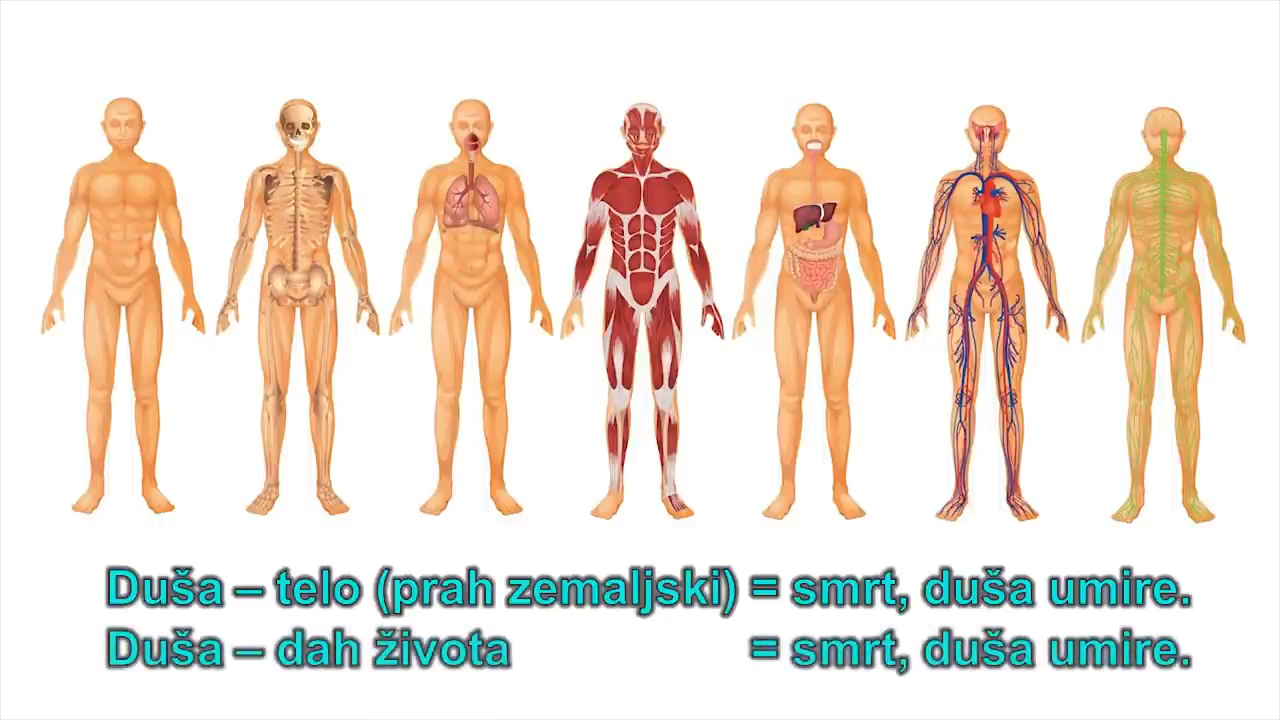 Duša – telo (prah zemaljski) = smrt, duša umire.
Duša – dah života = smrt, duša umire.